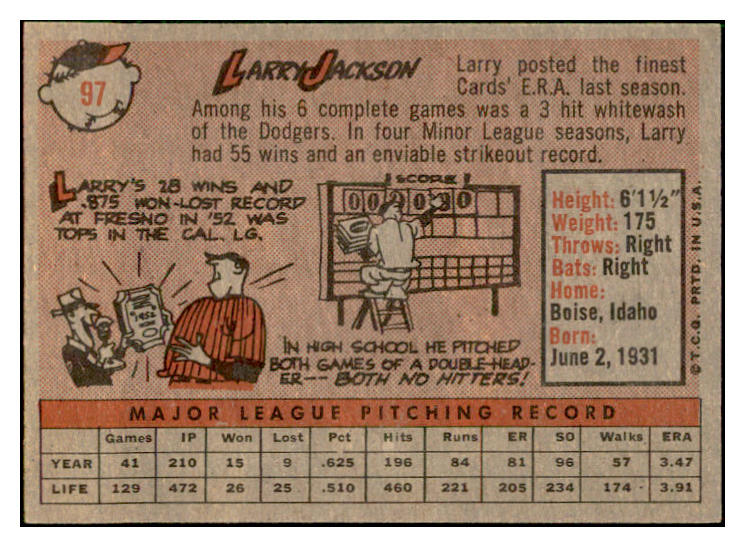 97
LARRY JACKSON
Larry posted the finest
Cards' E.R.A. last season.
Among his 6 complete games was a 3 hit whitewash
of the Dodgers. In four Minor League seasons, Larry
had 55 wins and an enviable strikeout record.
LARRY'S 28 WINS AND
.875 WON-LOST RECORD
AT FRESNO IN '52 WAS
TOPS IN THE CAL. LG.
SCORE
IN HIGH SCHOOL HE PITCHED
BOTH GAMES OF A DOUBLE-HEAD-
ER-- BOTH NO HITTERS!
Height: 6'1½"
Weight: 175
Throws: Right
Bats: Right
Home:
Boise, Idaho
Born:
June 2, 1931
© T.C.G. PRTD. IN U.S.A.
MAJOR LEAGUE PITCHING RECORD
Games IP Won Lost Pct Hits Runs ER SO Walks ERA
YEAR 41 210 15 9 .625 196 84 81 96 57 3.47
LIFE 129 472 26 25 .510 460 221 205 234 174 3.91